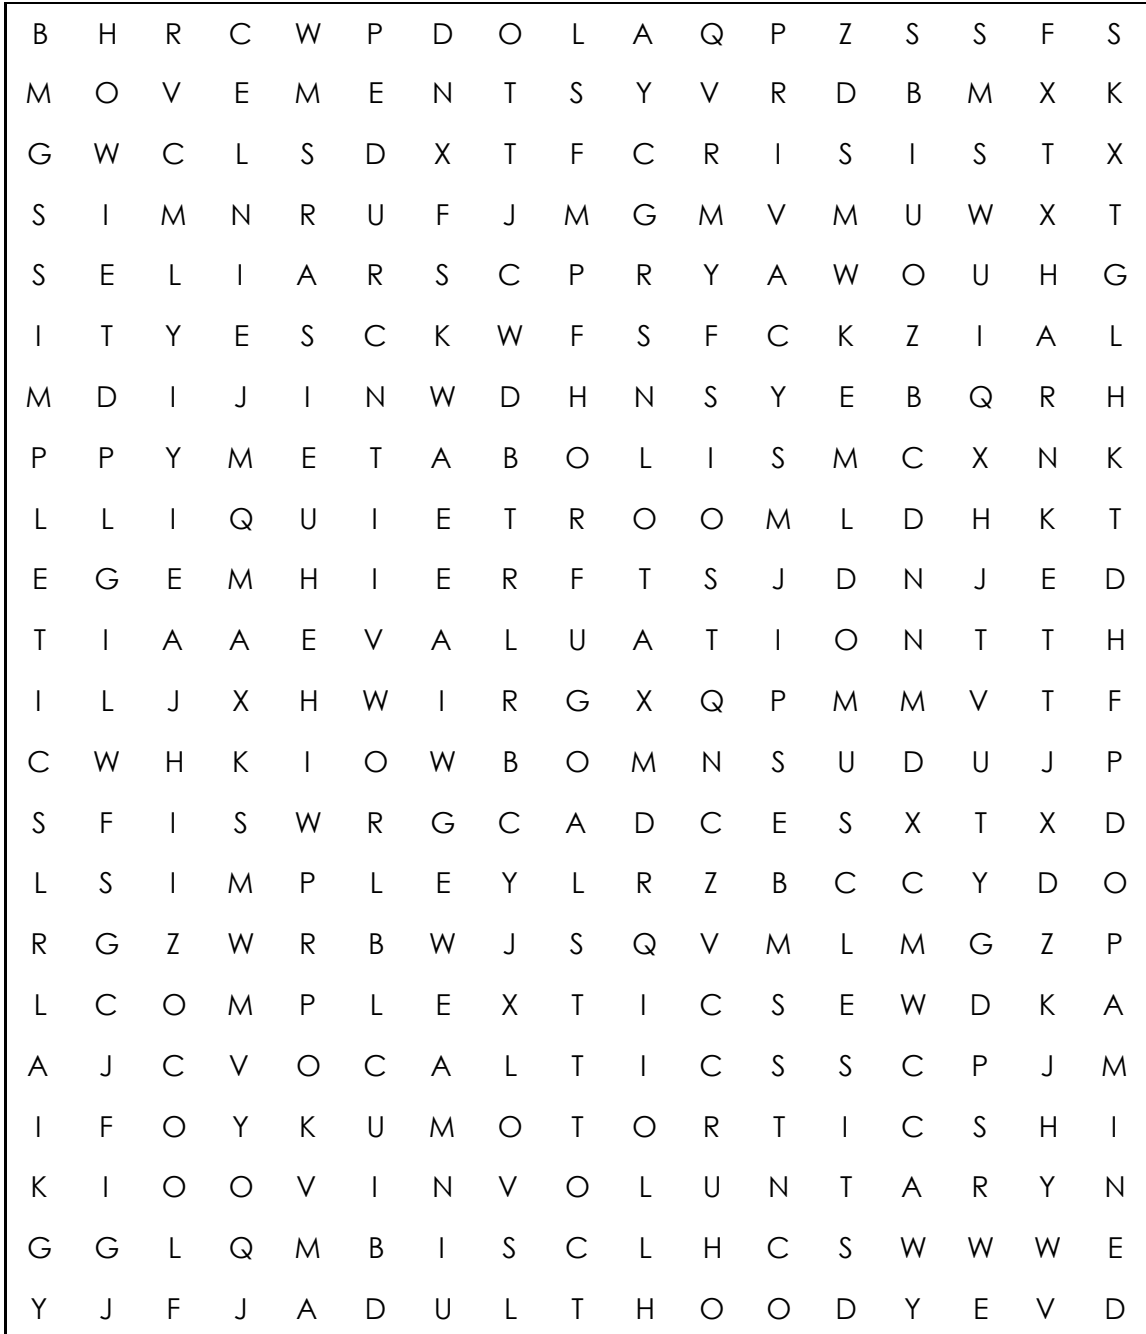 B H R C W P D O L A Q P Z S S F S
M O V E M E N T S Y V R D B M X K
G W C L S D X T F C R I S I S T X
S I M N R U F J M G M V M U W X T
S E L I A R S C P R Y A W O U H G
I T Y E S C K W F S F C K Z I A L
M D I J I N W D H N S Y E B Q R H
P P Y M E T A B O L I S M C X N K
L L I Q U I E T R O O M L D H K T
E G E M H I E R F T S J D N J E D
T I A A E V A L U A T I O N T T H
I L J X H W I R G X Q P M M V T F
C W H K I O W B O M N S U D U J P
S F I S W R G C A D C E S X T X D
L S I M P L E Y L R Z B C C Y D O
R G Z W R B W J S Q V M L M G Z P
L C O M P L E X T I C S E W D K A
A J C V O C A L T I C S S C P J M
I F O Y K U M O T O R T I C S H I
K I O O V I N V O L U N T A R Y N
G G L Q M B I S C L H C S W W W E
Y J F J A D U L T H O O D Y E V D